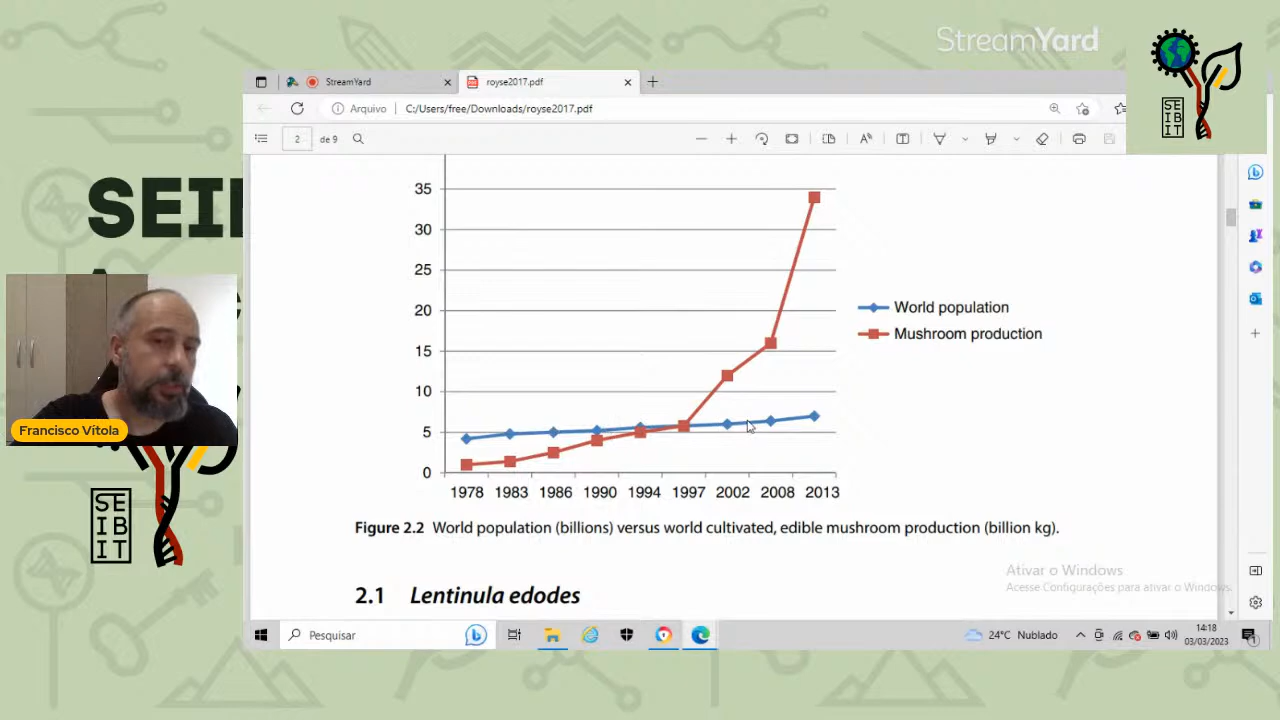 StreamYard
StreamYard
royse2017.pdf
Arquivo
C:/Users/free/Downloads/royse2017.pdf
2
de 9
SE
IB
IT
35
30
25
20
15
10
5
0
World population
Mushroom production
1978 1983 1986 1990 1994 1997 2002 2008 2013
Figure 2.2 World population (billions) versus world cultivated, edible mushroom production (billion kg).
2.1 Lentinula edodes
Ativar o Windows
Acesse Configurações para ativar o Windows.
Pesquisar
24°C Nublado
14:18
03/03/2023
1
Francisco Vítola
SE
IB
IT